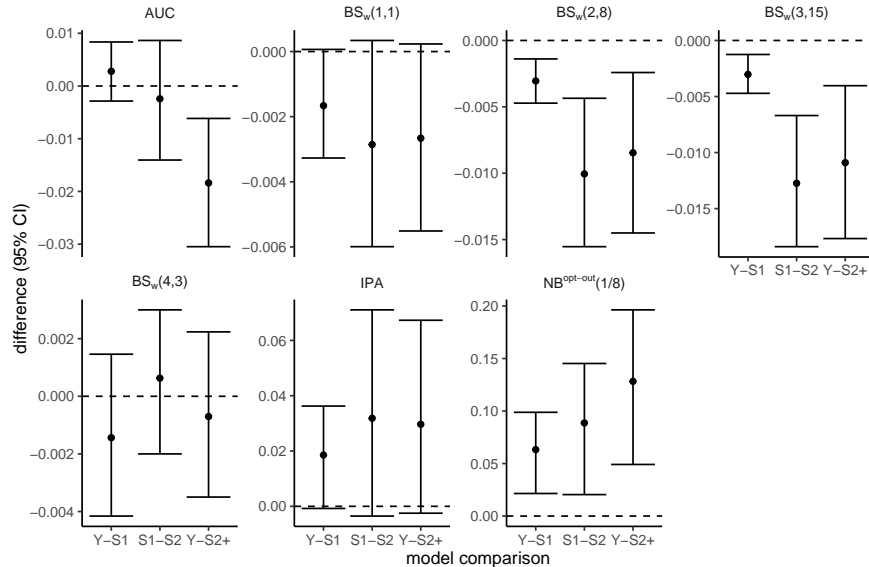 AUC
0.01
0.00
−0.01
−0.02
−0.03
BSw(1,1)
0.000
−0.002
−0.004
−0.006
BSw(2,8)
0.000
−0.005
−0.010
−0.015
BSw(3,15)
0.000
−0.005
−0.010
−0.015
Y−S1 S1−S2 Y−S2+
difference (95% CI)
BSw(4,3)
0.002
0.000
−0.002
−0.004
Y−S1 S1−S2 Y−S2+
IPA
0.06
0.04
0.02
0.00
Y−S1 S1−S2 Y−S2+
NBopt−out(1/8)
0.20
0.15
0.10
0.05
0.00
Y−S1 S1−S2 Y−S2+
model comparison